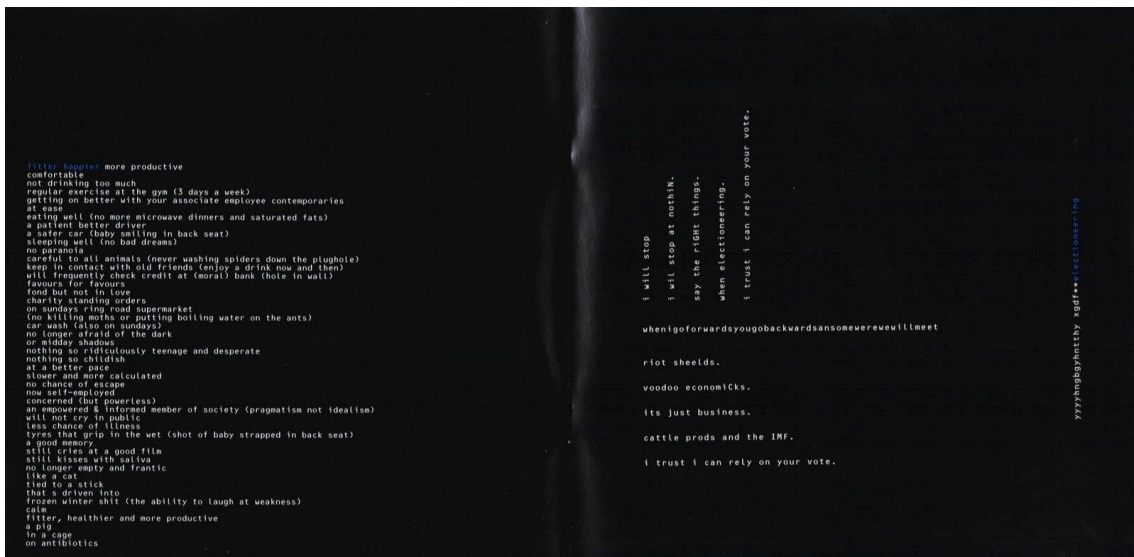 fitter happier more productive
comfortable
not drinking too much
regular exercise at the gym (3 days a week)
getting on better with your associate employee contemporaries
at ease
eating well (no more microwave dinners and saturated fats)
a patient better driver
a safer car (baby smiling in back seat)
sleeping well (no bad dreams)
no paranoia
careful to all animals (never washing spiders down the plughole)
keep in contact with old friends (enjoy a drink now and then)
will frequently check credit at (moral) bank (hole in wall)
favours for favours
fond but not in love
charity standing orders
on sundays ring road supermarket
(no killing moths or putting boiling water on the ants)
car wash (also on sundays)
no longer afraid of the dark
or midday shadows
nothing so ridiculously teenage and desperate
nothing so childish
at a better pace
slower and more calculated
no chance of escape
now self-employed
concerned (but powerless)
an empowered & informed member of society (pragmatism not idealism)
will not cry in public
less chance of illness
tyres that grip in the wet (shot of baby strapped in back seat)
a good memory
still cries at a good film
still kisses with saliva
no longer empty and frantic
like a cat
tied to a stick
that s driven into
frozen winter shit (the ability to laugh at weakness)
calm
fitter, healthier and more productive
a pig
in a cage
on antibiotics
i will stop
i wil stop at nothiN.
say the riGHt things.
when electioneering.
i trust i can rely on your vote.
whenigoforwardsyougobackwardsansomewerewewillmeet
riot sheelds.
voodoo economiCks.
its just business.
cattle prods and the IMF.
i trust i can rely on your vote.
yyyyhngbgyhntthy xgdf**electioneering